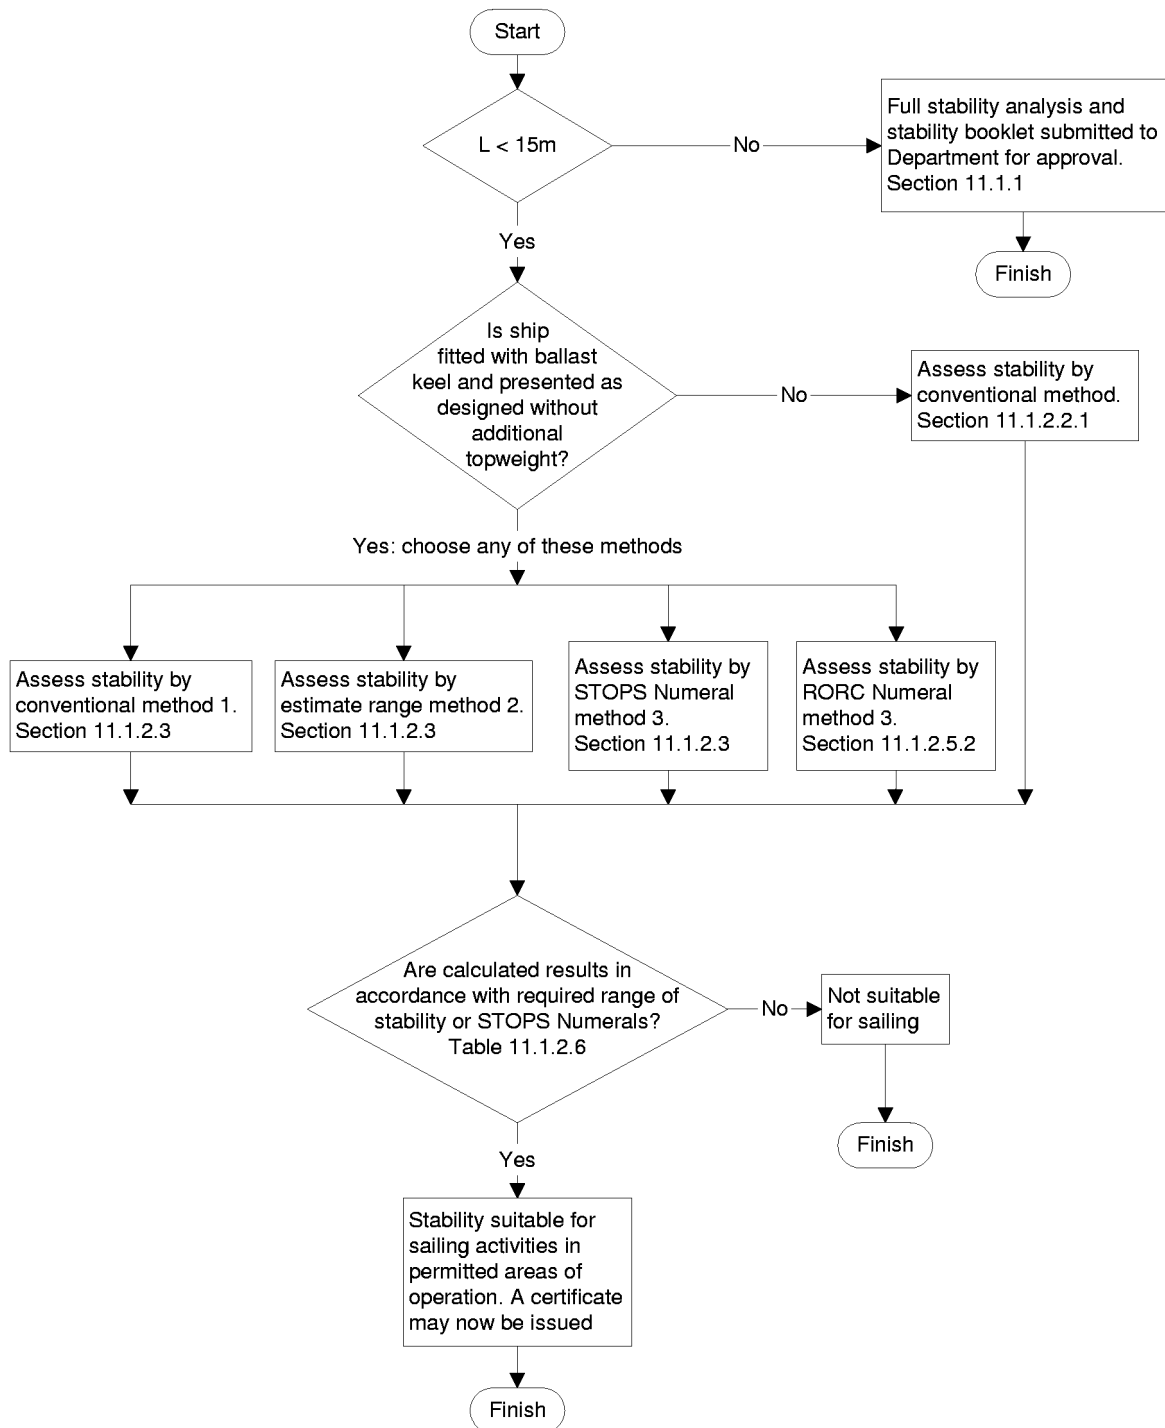 Start
L < 15m
No
Full stability analysis and
stability booklet submitted to
Department for approval.
Section 11.1.1
Yes
Finish
Is ship
fitted with ballast
keel and presented as
designed without
additional
topweight?
No
Assess stability by
conventional method.
Section 11.1.2.2.1
Yes: choose any of these methods
Assess stability by
conventional method 1.
Section 11.1.2.3
Assess stability by
estimate range method 2.
Section 11.1.2.3
Assess stability by
STOPS Numeral
method 3.
Section 11.1.2.3
Assess stability by
RORC Numeral
method 3.
Section 11.1.2.5.2
Are calculated results in
accordance with required range of
stability or STOPS Numerals?
Table 11.1.2.6
No
Not suitable
for sailing
Finish
Yes
Stability suitable for
sailing activities in
permitted areas of
operation. A certificate
may now be issued
Finish